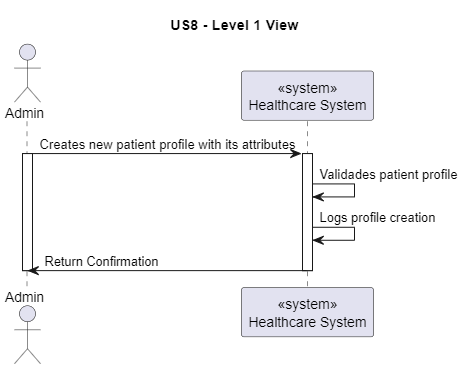 US8 - Level 1 View
Admin
«system»
Healthcare System
Creates new patient profile with its attributes
Validades patient profile
Logs profile creation
Return Confirmation
Admin
«system»
Healthcare System